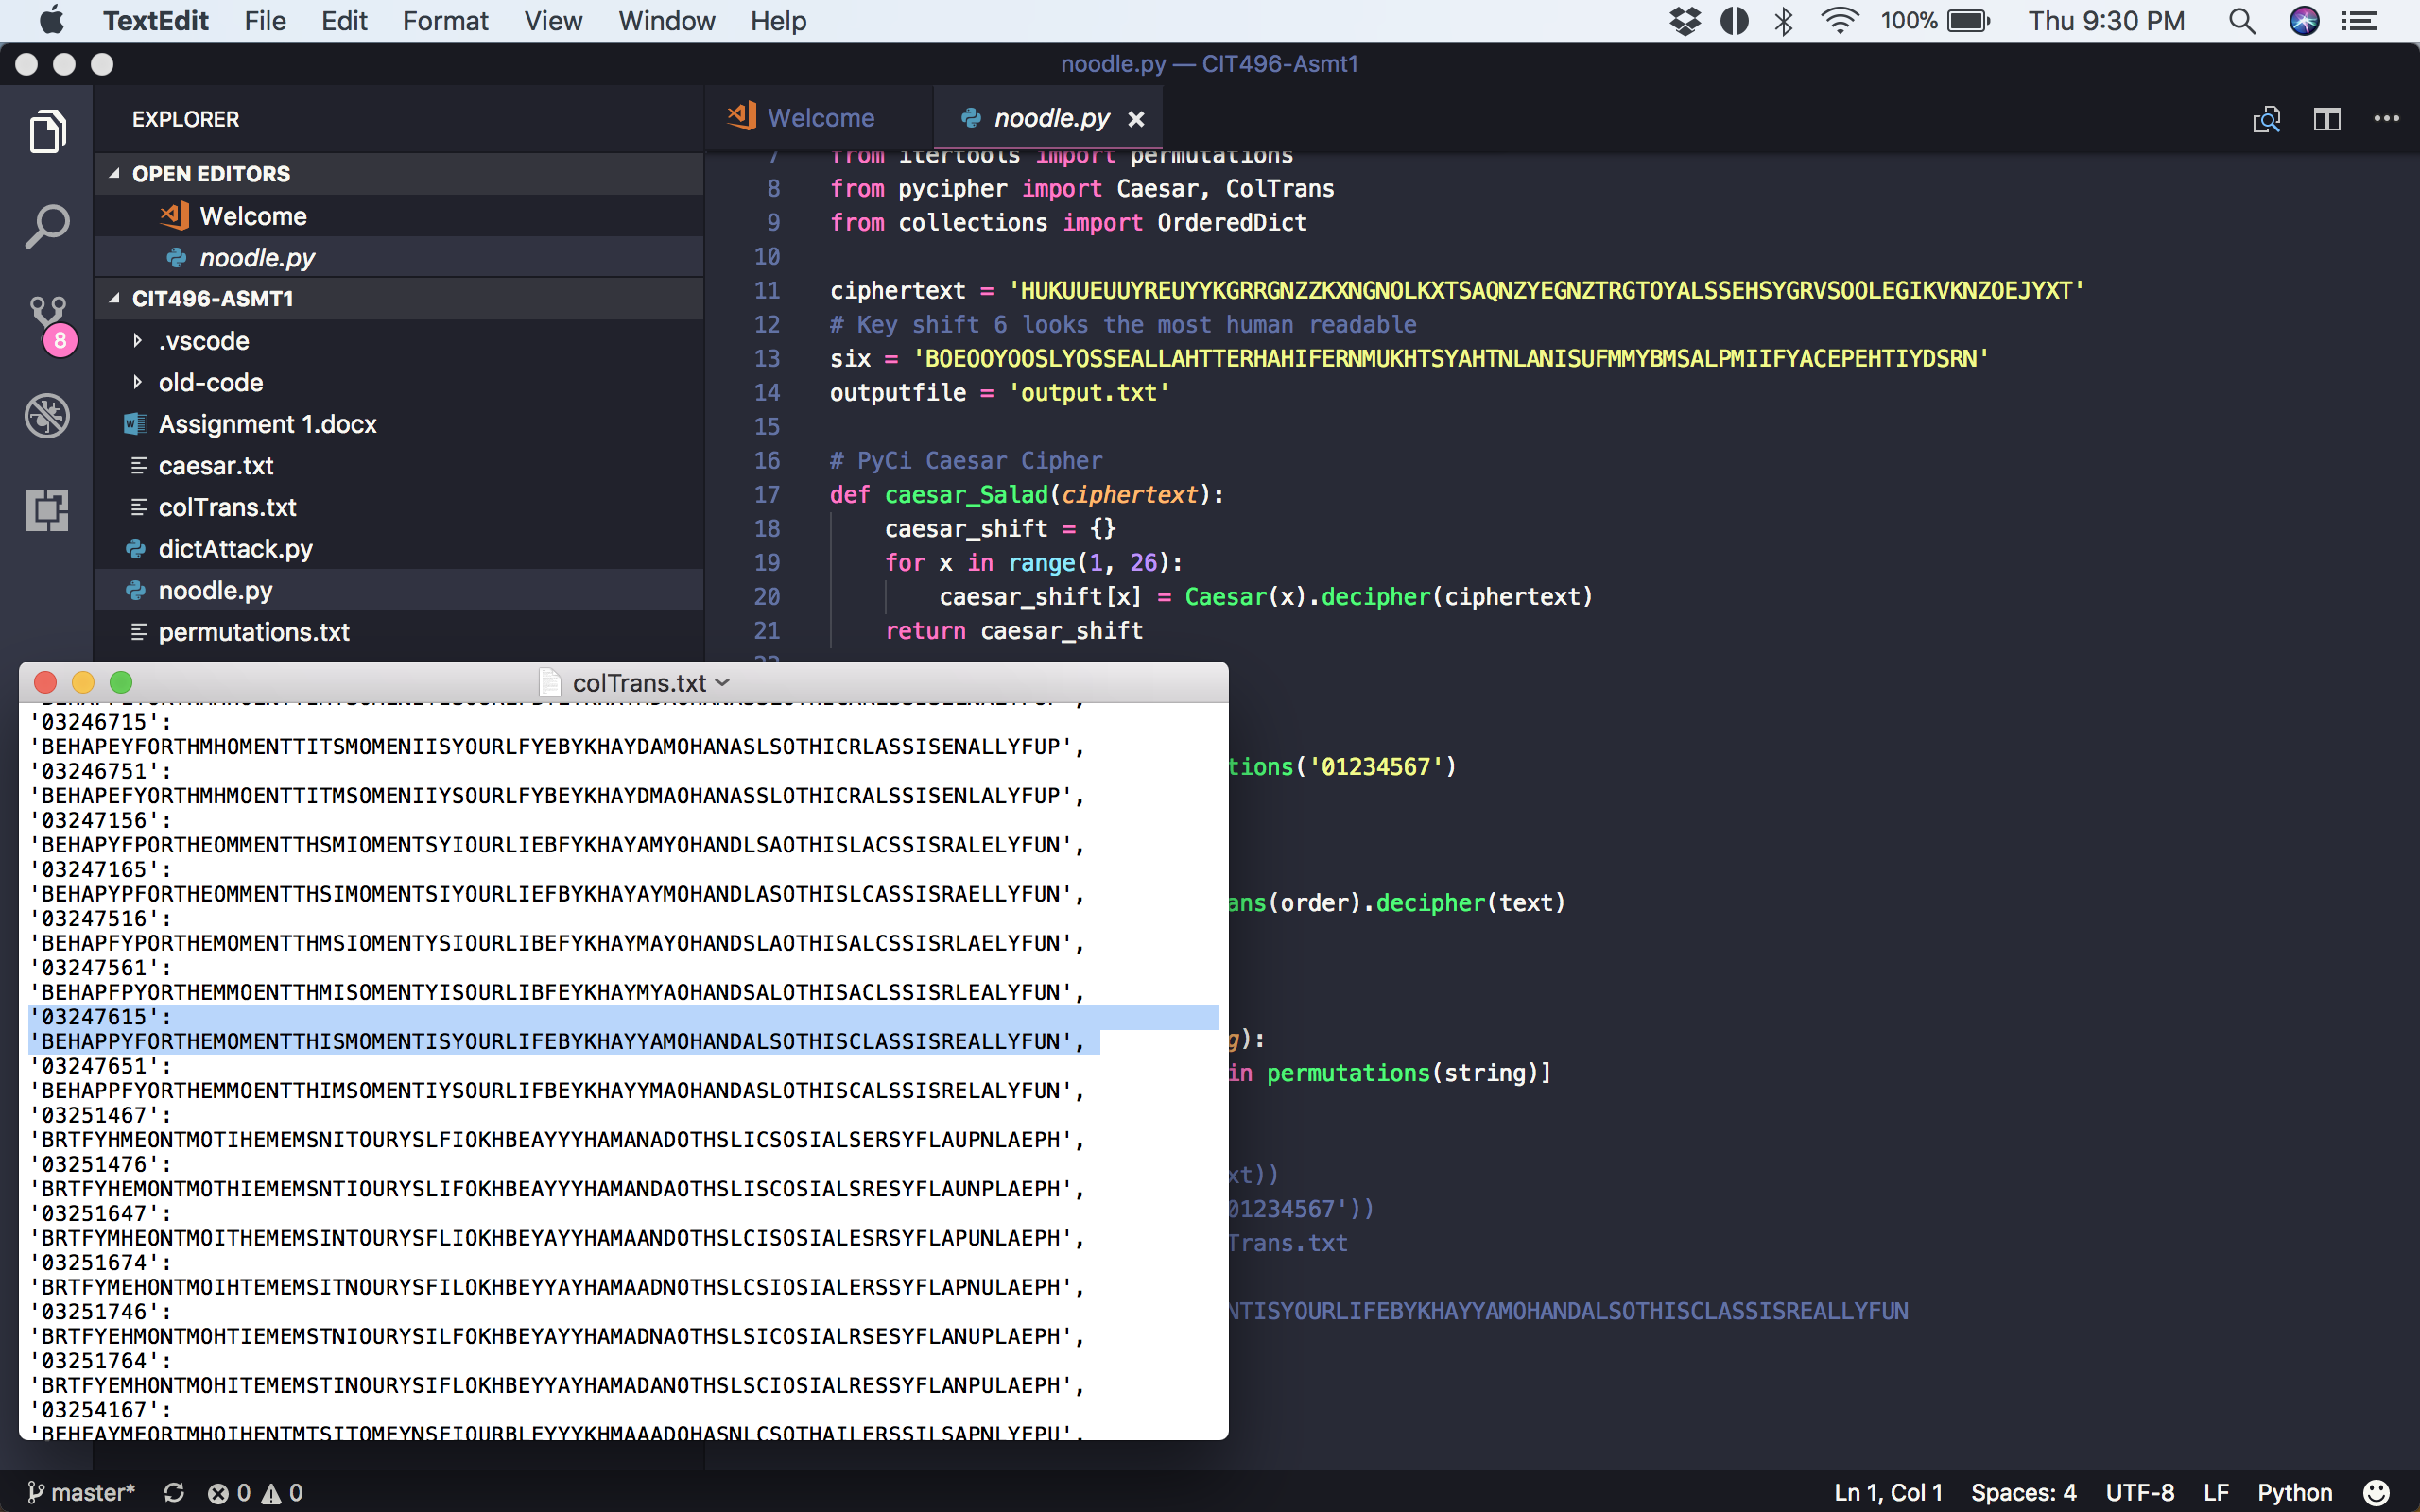 TextEdit File Edit Format View Window Help 100% Thu 9:30 PM
noodle.py — CIT496-Asmt1
EXPLORER
OPEN EDITORS
Welcome
noodle.py
CIT496-ASMT1
.vscode
old-code
Assignment 1.docx
caesar.txt
colTrans.txt
dictAttack.py
noodle.py
permutations.txt
8
Welcome noodle.py
7 from itertools import permutations
8 from pycipher import Caesar, ColTrans
9 from collections import OrderedDict
10
11 ciphertext = 'HUKUUEUUYREUYYKGRRGNZZKXNGNOLKXTSAQNZYEGNZTRGTOYALSSEHSYGRVSOOLEGIKVKNZOEJYXT'
12 # Key shift 6 looks the most human readable
13 six = 'BOEOOYOOSLYOSSEALLAHTTERHAHIFERNMUKHTSYAHTNLANISUFMMYBMSALPMIIFYACEPEHTIYDSRN'
14 outputfile = 'output.txt'
15
16 # PyCi Caesar Cipher
17 def caesar_Salad(ciphertext):
18 caesar_shift = {}
19 for x in range(1, 26):
20 caesar_shift[x] = Caesar(x).decipher(ciphertext)
21 return caesar_shift
tions('01234567')
ans(order).decipher(text)
g):
in permutations(string)]
xt))
01234567'))
Trans.txt
NTISYOURLIFEBYKHAYYAMOHANDALSOTHISCLASSISREALLYFUN
colTrans.txt
'03246715':
'BEHAPEYFORTHMHOMENTTITSMOMENIISYOURLFYEBYKHAYDAMOHANASLSOTHICRLASSISENALLYFUP',
'03246751':
'BEHAPEFYORTHMHMOENTTITMSOMENIIYSOURLFYBEYKHAYDMAOHANASSLOTHICRALSSISENLALYFUP',
'03247156':
'BEHAPYFPORTHEOMMENTTHSMIOMENTSYIOURLIEBFYKHAYAMYOHANDLSAOTHISLACSSISRALELYFUN',
'03247165':
'BEHAPYPFORTHEOMMENTTHSIMOMENTSIYOURLIEFBYKHAYAYMOHANDLASOTHISLCASSISRAELLYFUN',
'03247516':
'BEHAPFYPORTHEMOMENTTHMSIOMENTYSIOURLIBEFYKHAYMAYOHANDSLAOTHISALCSSISRLAELYFUN',
'03247561':
'BEHAPFPYORTHEMMOENTTHMISOMENTYISOURLIBFEYKHAYMYAOHANDSALOTHISACLSSISRLEALYFUN',
'03247615':
'BEHAPPYFORTHEMOMENTTHISMOMENTISYOURLIFEBYKHAYYAMOHANDALSOTHISCLASSISREALLYFUN',
'03247651':
'BEHAPPFYORTHEMMOENTTHIMSOMENTIYSOURLIFBEYKHAYYMAOHANDASLOTHISCALSSISRELALYFUN',
'03251467':
'BRTFYHMEONTMOTIHEMEMSNITOURYSLFIOKHBEAYYYHAMANADOTHSLICSOSIALSERSYFLAUPNLAEPH',
'03251476':
'BRTFYHEMONTMOTHIEMEMSNTIOURYSLIFOKHBEAYYYHAMANDAOTHSLISCOSIALSRESYFLAUNPLAEPH',
'03251647':
'BRTFYMHEONTMOITHEMEMSINTOURYSFLIOKHBEYAYYHAMAANDOTHSLCISOSIALESRSYFLAPUNLAEPH',
'03251674':
'BRTFYMEHONTMOIHTEMEMSITNOURYSFILOKHBEYYAYHAMAADNOTHSLCSIOSIALERSSYFLAPNULAEPH',
'03251746':
'BRTFYEHMONTMOHTIEMEMSTNIOURYSILFOKHBEYAYYHAMADNAOTHSLSICOSIALRSESYFLANUPLAEPH',
'03251764':
'BRTFYEMHONTMOHITEMEMSTINOURYSIFLOKHBEYYAYHAMADANOTHSLSCIOSIALRESSYFLANPULAEPH',
'03254167':
'BEHFAYMEORTMHOIHENTMTSITOMEYNSFIOURBLEYYYKHMAAADOHASNLCSOTHAILERSSILSAPNLYFPU',
master* 0 0 Ln 1, Col 1 Spaces: 4 UTF-8 LF Python